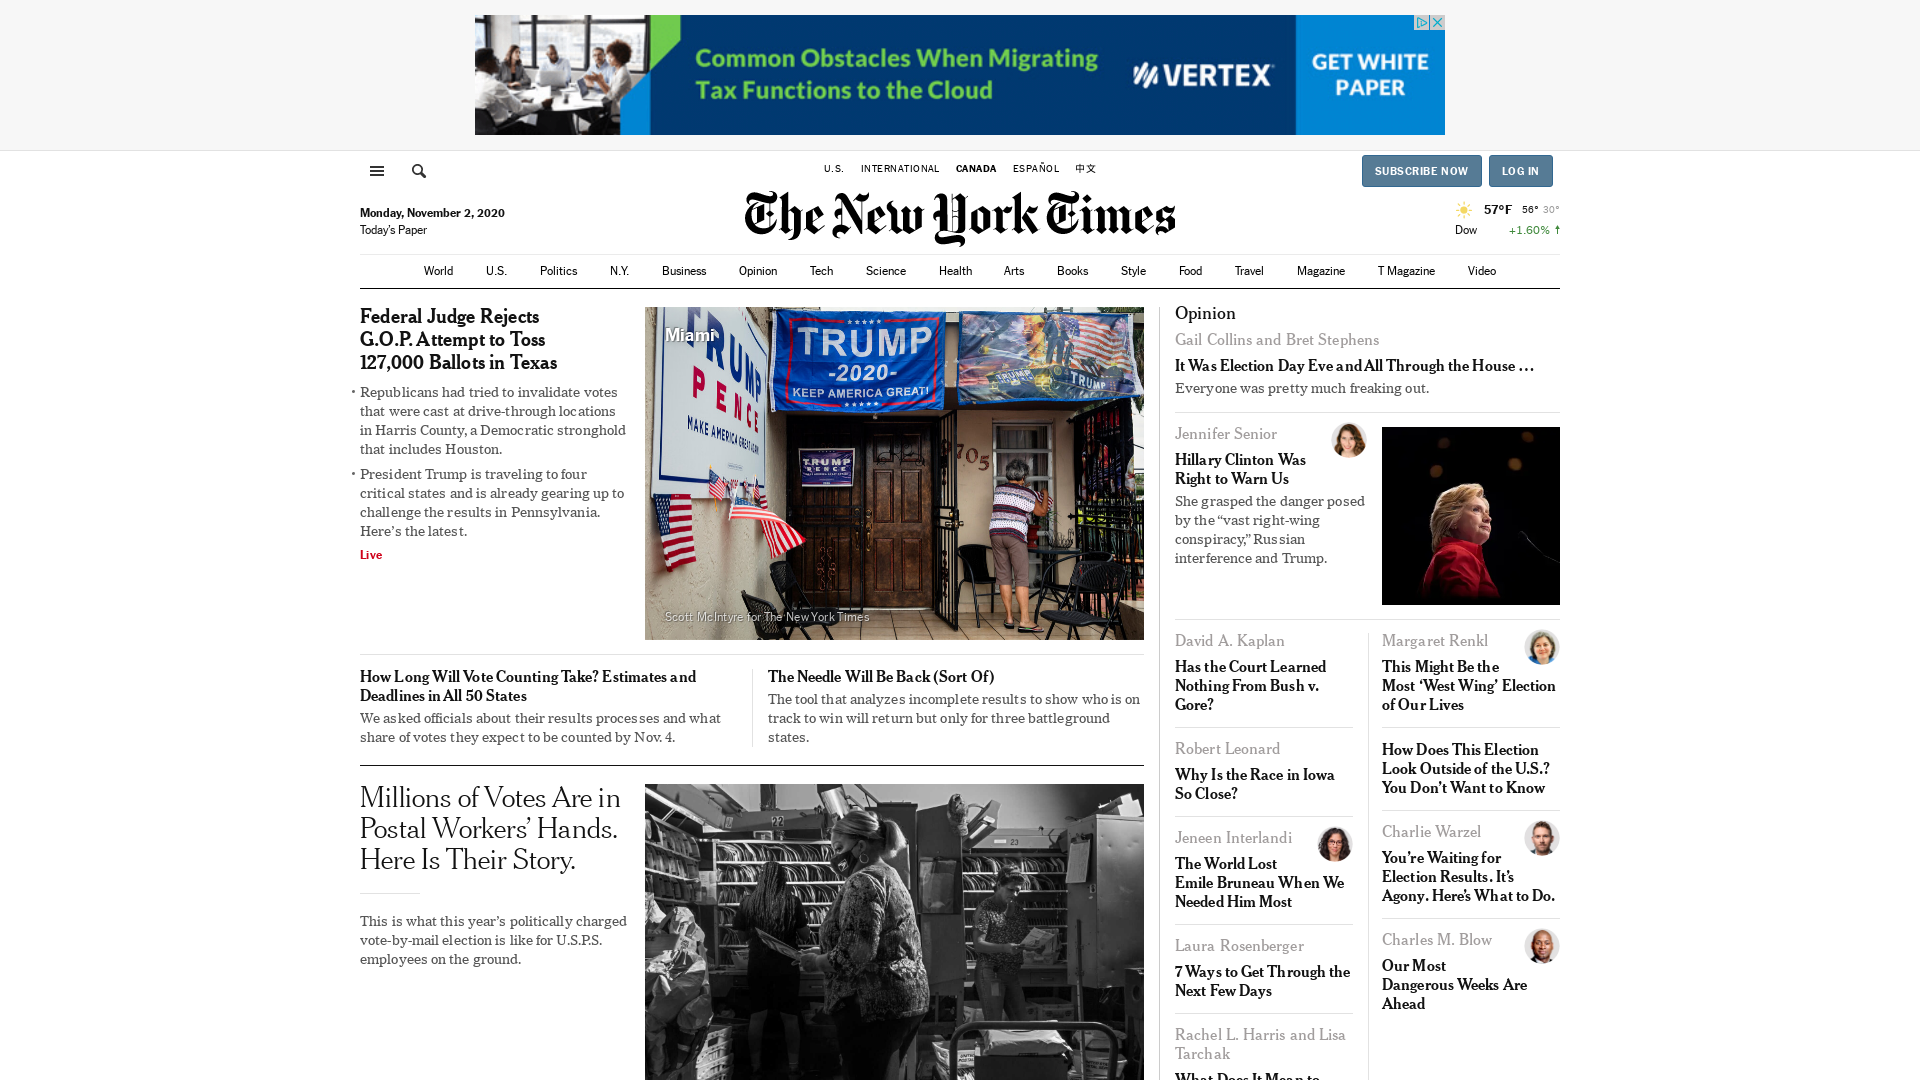 Common Obstacles When Migrating
Tax Functions to the Cloud
VERTEX
GET WHITE
PAPER
U.S. INTERNATIONAL CANADA ESPAÑOL 中文
SUBSCRIBE NOW LOG IN
The New York Times
Monday, November 2, 2020
Today's Paper
57°F 56° 30°
Dow +1.60% ↑
World U.S. Politics N.Y. Business Opinion Tech Science Health Arts Books Style Food Travel Magazine T Magazine Video
Federal Judge Rejects
G.O.P. Attempt to Toss
127,000 Ballots in Texas
• Republicans had tried to invalidate votes
that were cast at drive-through locations
in Harris County, a Democratic stronghold
that includes Houston.
• President Trump is traveling to four
critical states and is already gearing up to
challenge the results in Pennsylvania.
Here's the latest.
Live
Miami
TRUMP
PENCE
MAKE AMERICA GREAT AGAIN
TRUMP
-2020-
KEEP AMERICA GREAT!
TRUMP
TRUMP
PENCE
705
Scott McIntyre for The New York Times
How Long Will Vote Counting Take? Estimates and
Deadlines in All 50 States
We asked officials about their results processes and what
share of votes they expect to be counted by Nov. 4.
The Needle Will Be Back (Sort Of)
The tool that analyzes incomplete results to show who is on
track to win will return but only for three battleground
states.
Millions of Votes Are in
Postal Workers' Hands.
Here Is Their Story.
This is what this year's politically charged
vote-by-mail election is like for U.S.P.S.
employees on the ground.
22
23
Opinion
Gail Collins and Bret Stephens
It Was Election Day Eve and All Through the House …
Everyone was pretty much freaking out.
Jennifer Senior
Hillary Clinton Was
Right to Warn Us
She grasped the danger posed
by the “vast right-wing
conspiracy,” Russian
interference and Trump.
David A. Kaplan
Has the Court Learned
Nothing From Bush v.
Gore?
Robert Leonard
Why Is the Race in Iowa
So Close?
Jeneen Interlandi
The World Lost
Emile Bruneau When We
Needed Him Most
Laura Rosenberger
7 Ways to Get Through the
Next Few Days
Rachel L. Harris and Lisa
Tarchak
What Does It Mean to
Margaret Renkl
This Might Be the
Most ‘West Wing’ Election
of Our Lives
How Does This Election
Look Outside of the U.S.?
You Don't Want to Know
Charlie Warzel
You're Waiting for
Election Results. It's
Agony. Here's What to Do.
Charles M. Blow
Our Most
Dangerous Weeks Are
Ahead